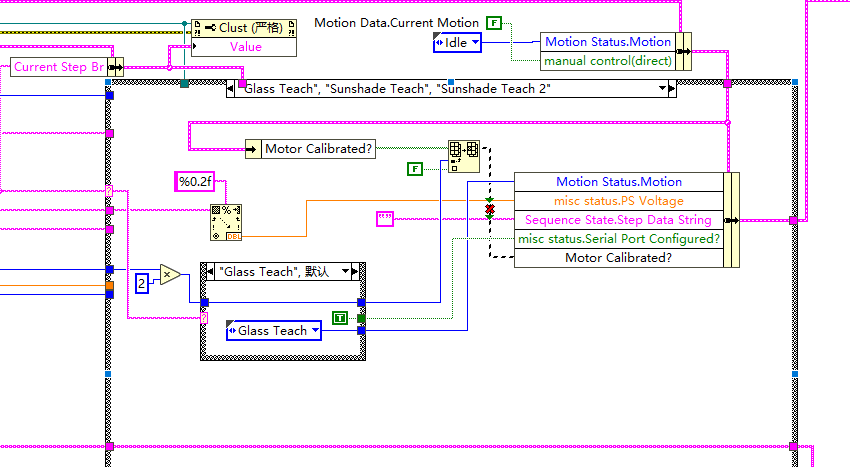 Clust (严格)
Value
Motion Data.Current Motion
F
Idle
Motion Status.Motion
manual control(direct)
Current Step Br
"Glass Teach", "Sunshade Teach", "Sunshade Teach 2"
Motor Calibrated?
F
%0.2f
%
DBL
Motion Status.Motion
misc status.PS Voltage
""
Sequence State.Step Data String
misc status.Serial Port Configured?
Motor Calibrated?
2
×
"Glass Teach", 默认
?
?
T
Glass Teach